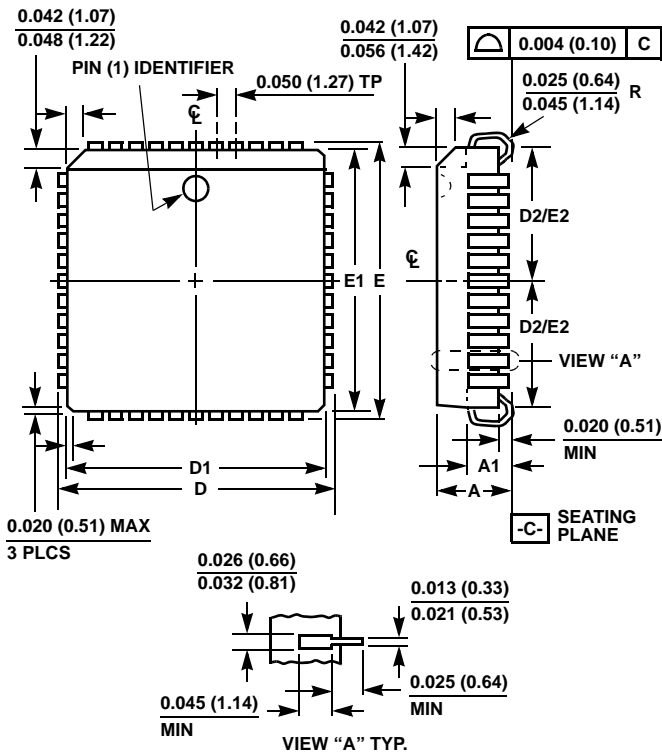 0.042 (1.07)
0.048 (1.22)
PIN (1) IDENTIFIER
0.050 (1.27) TP
℄
0.042 (1.07)
0.056 (1.42)
0.004 (0.10) C
0.025 (0.64)
0.045 (1.14)
R
D2/E2
℄
E1 E
D2/E2
VIEW “A”
0.020 (0.51)
MIN
A1
A
D1
D
0.020 (0.51) MAX
3 PLCS
-C-
SEATING
PLANE
0.026 (0.66)
0.032 (0.81)
0.013 (0.33)
0.021 (0.53)
0.025 (0.64)
MIN
0.045 (1.14)
MIN
VIEW “A” TYP.